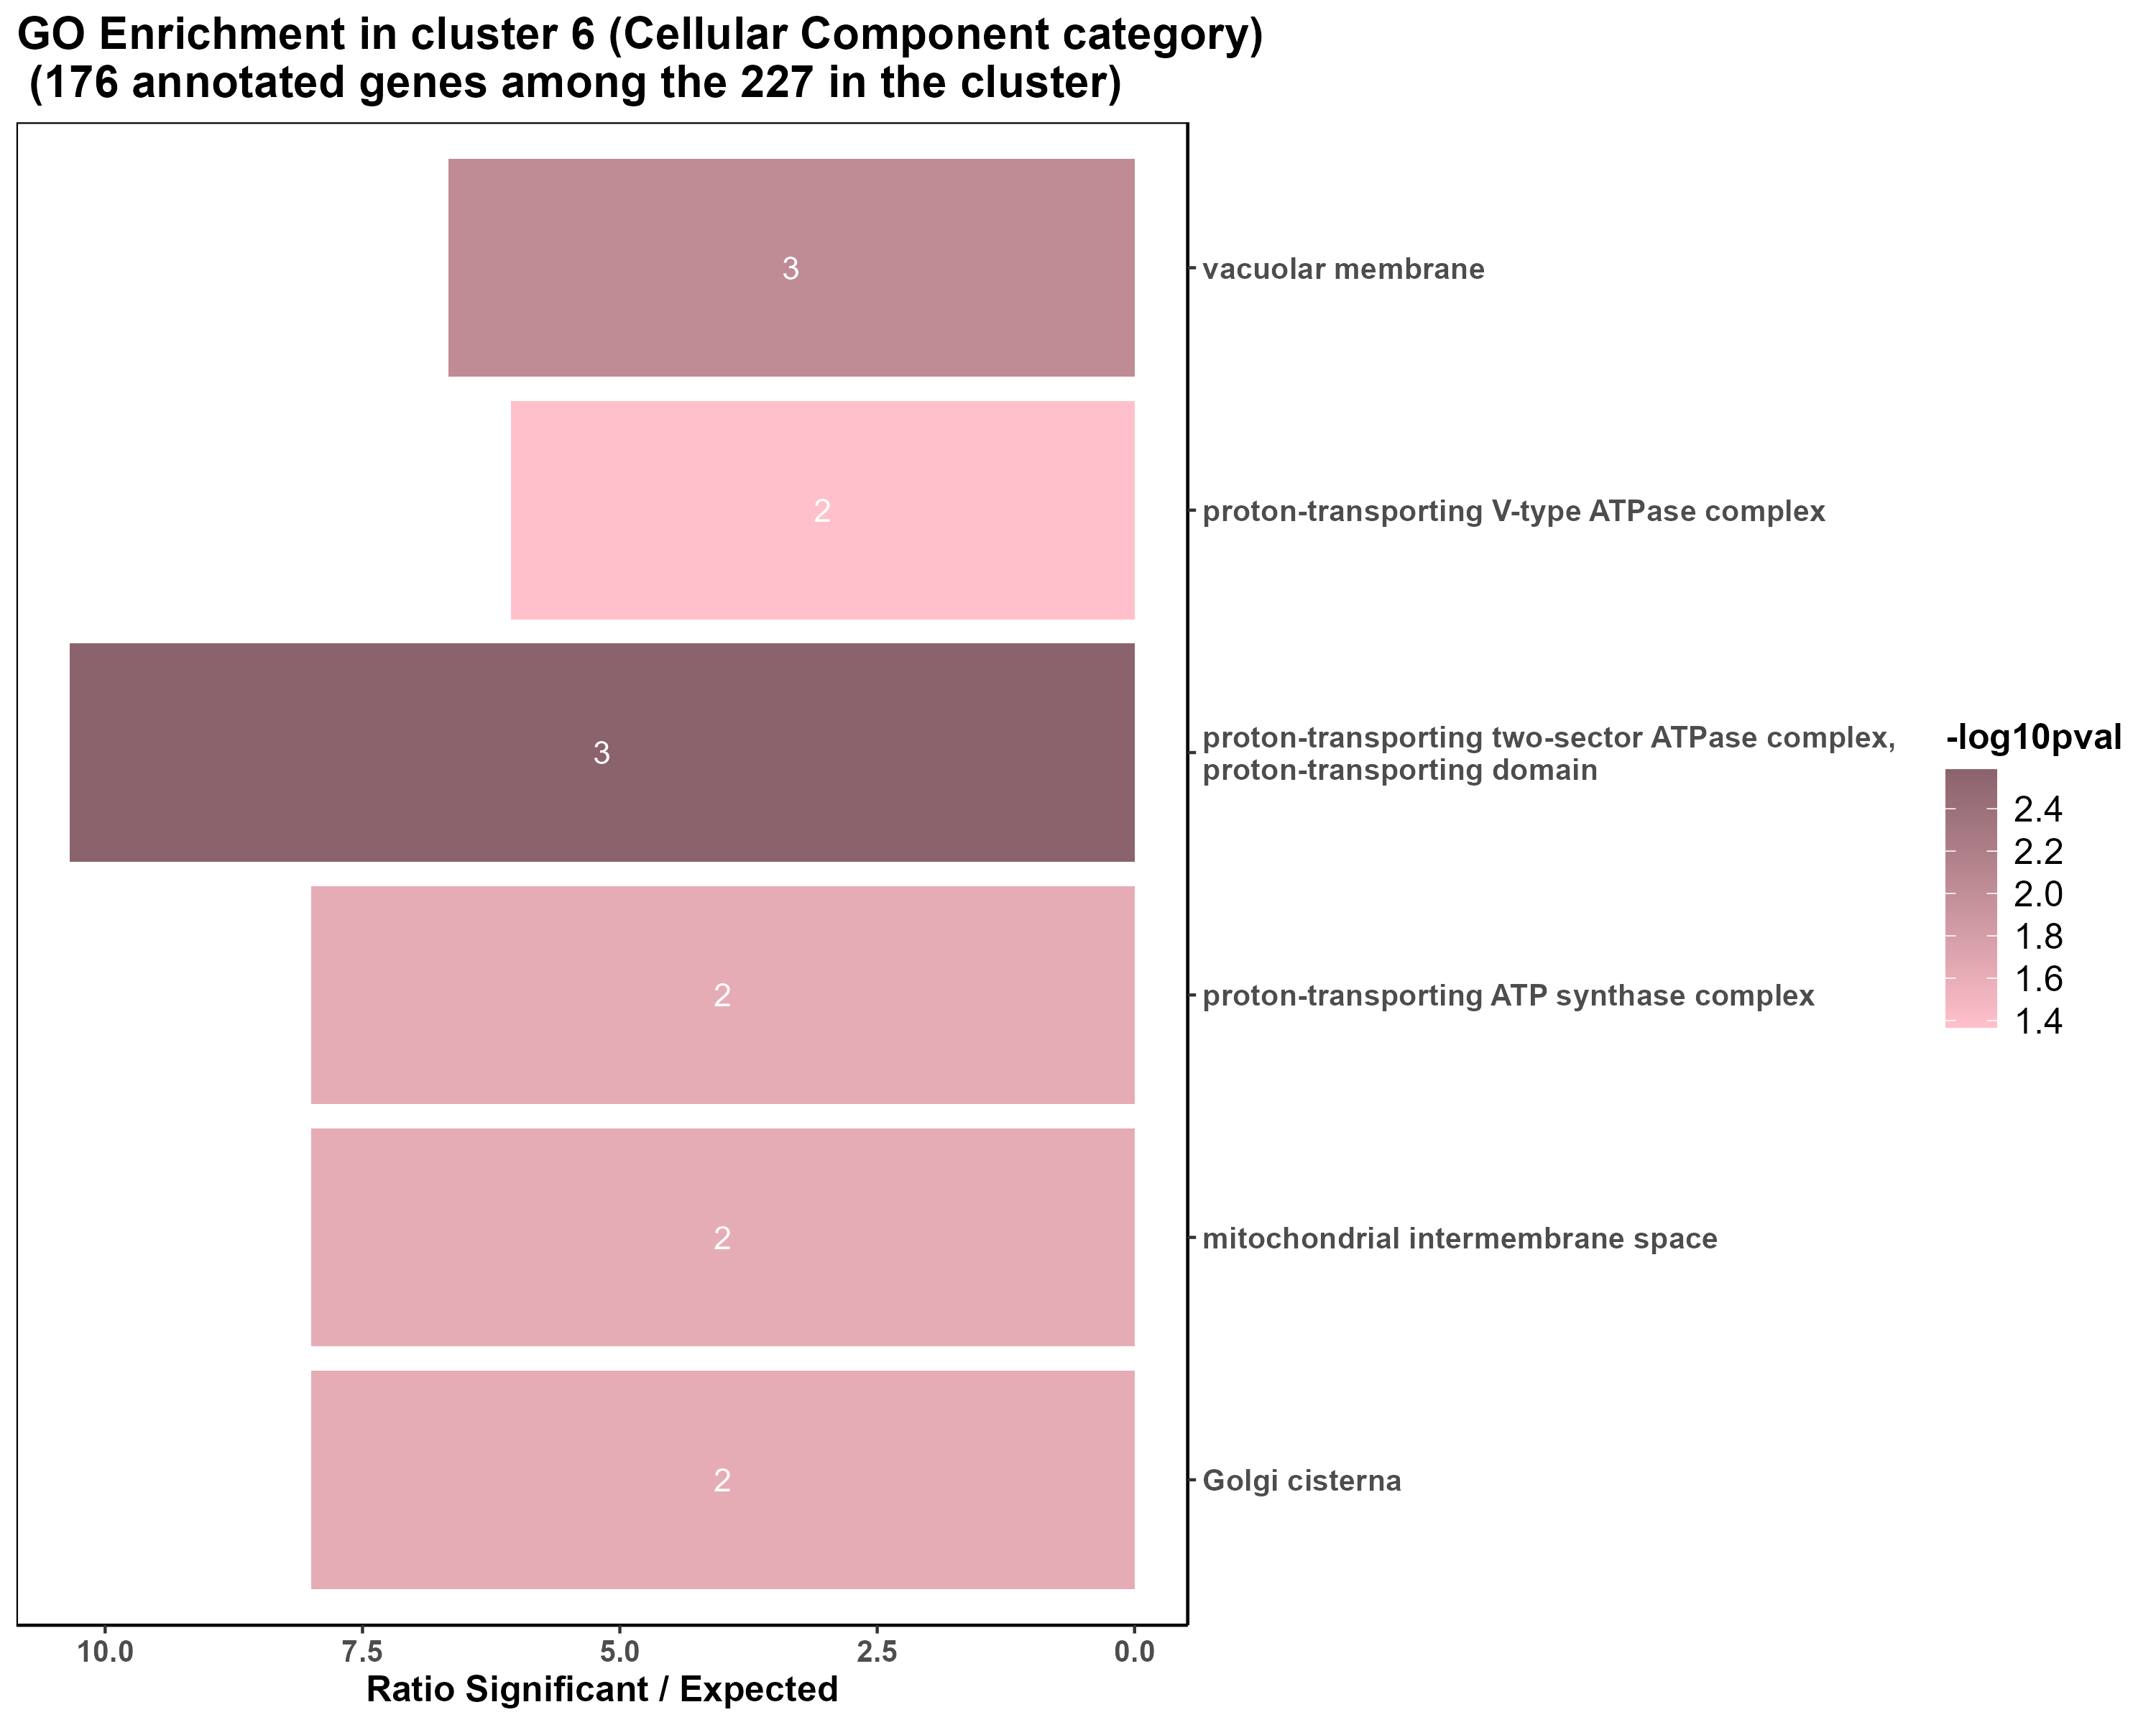 GO Enrichment in cluster 6 (Cellular Component category)
(176 annotated genes among the 227 in the cluster)
3
vacuolar membrane
2
proton-transporting V-type ATPase complex
3
proton-transporting two-sector ATPase complex,
proton-transporting domain
2
proton-transporting ATP synthase complex
2
mitochondrial intermembrane space
2
Golgi cisterna
-log10pval
2.4
2.2
2.0
1.8
1.6
1.4
10.0 7.5 5.0 2.5 0.0
Ratio Significant / Expected